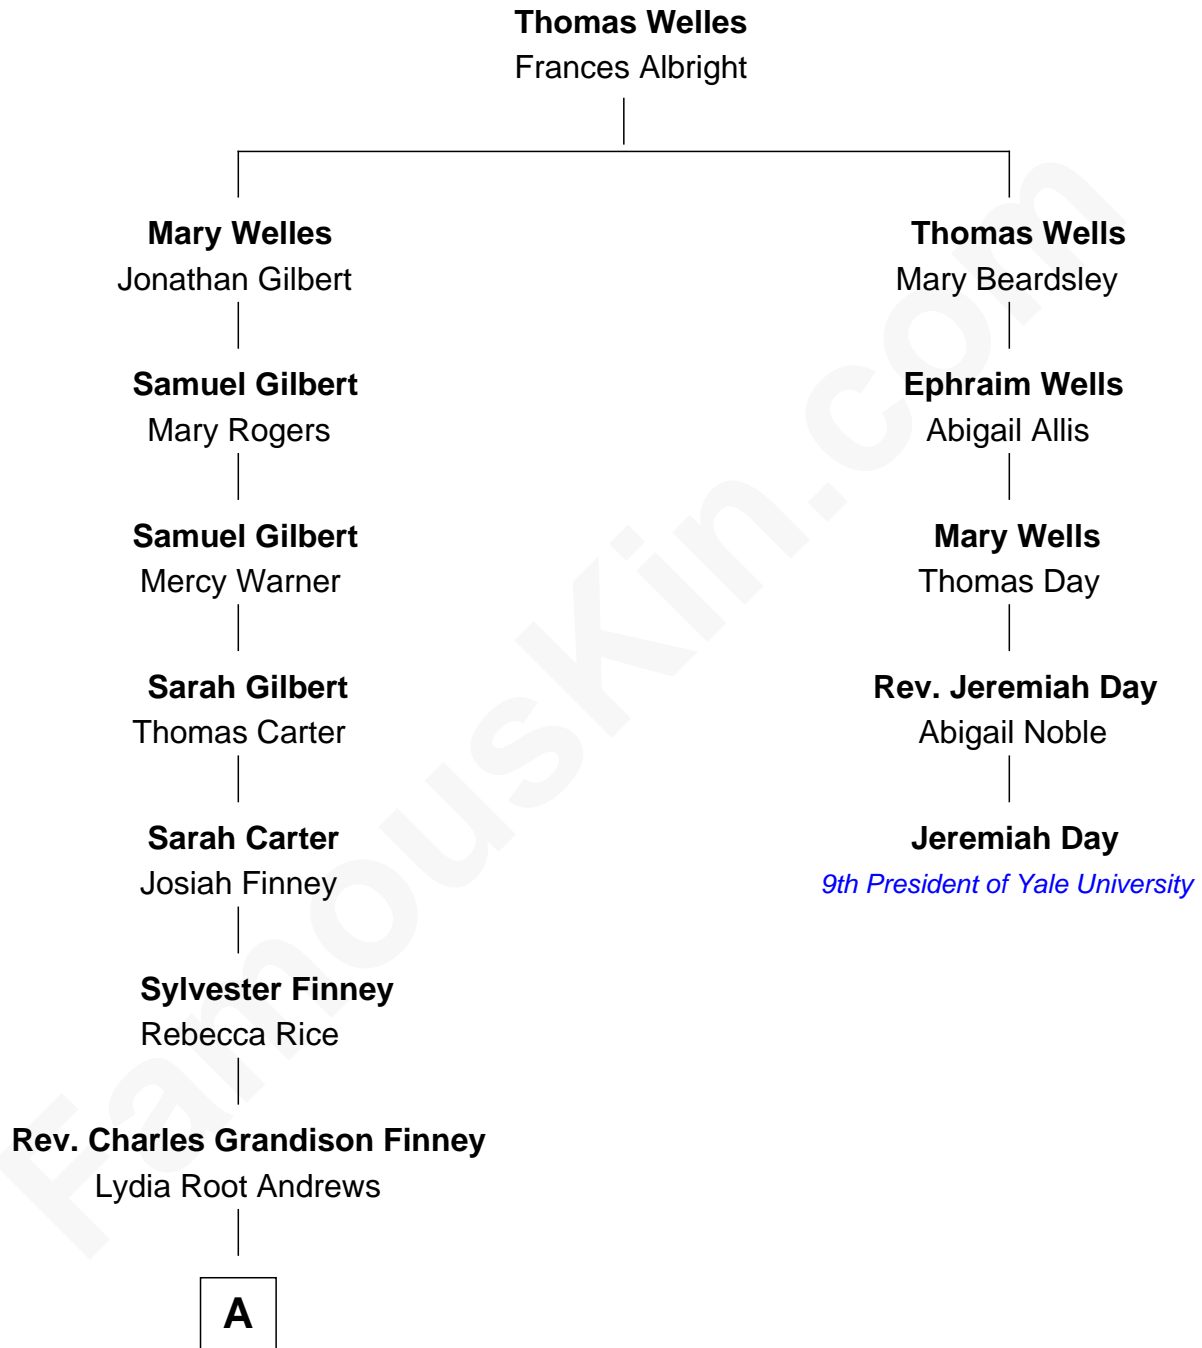 Thomas Welles
Frances Albright
Mary Welles
Jonathan Gilbert
Thomas Wells
Mary Beardsley
Samuel Gilbert
Mary Rogers
Ephraim Wells
Abigail Allis
Samuel Gilbert
Mercy Warner
Mary Wells
Thomas Day
Sarah Gilbert
Thomas Carter
Rev. Jeremiah Day
Abigail Noble
Sarah Carter
Josiah Finney
Jeremiah Day
9th President of Yale University
Sylvester Finney
Rebecca Rice
Rev. Charles Grandison Finney
Lydia Root Andrews
A
FamousKin.com